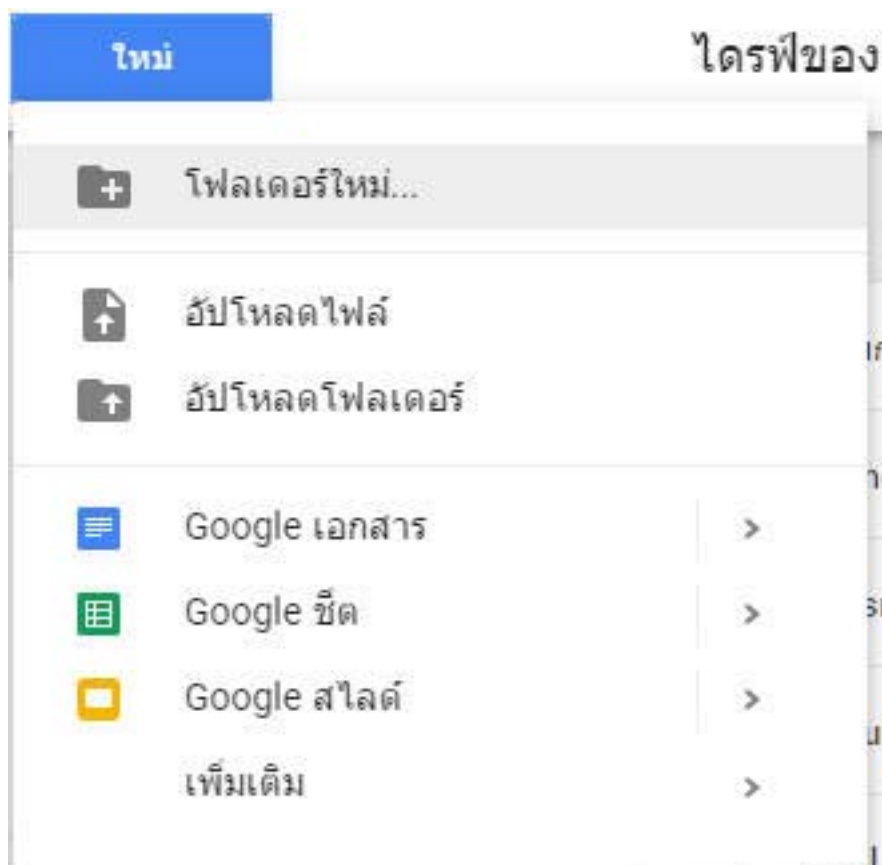 ใหม่
ไดรฟ์ของ
โฟลเดอร์ใหม่...
อัปโหลดไฟล์
อัปโหลดโฟลเดอร์
Google เอกสาร
Google ชีต
Google สไลด์
เพิ่มเติม